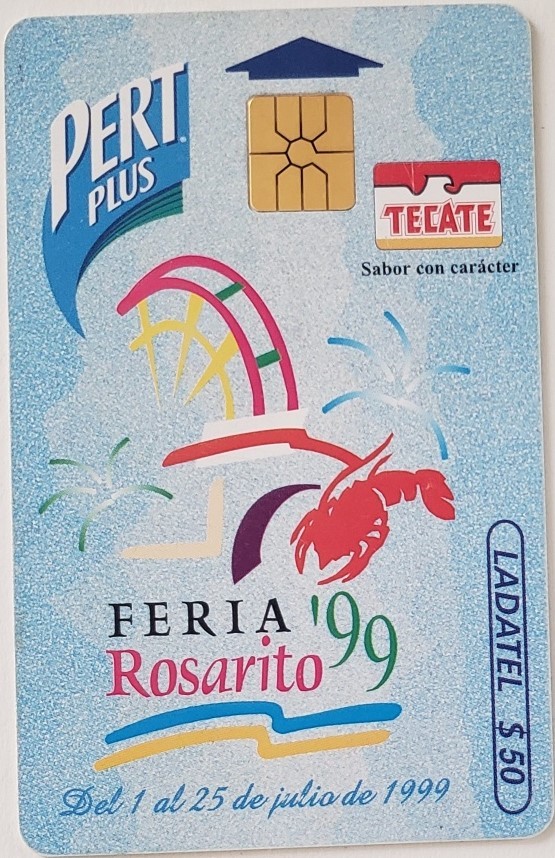 PERT
PLUS
TECATE
Sabor con carácter
FERIA '99
Rosarito
Del 1 al 25 de julio de 1999
LADATEL $50